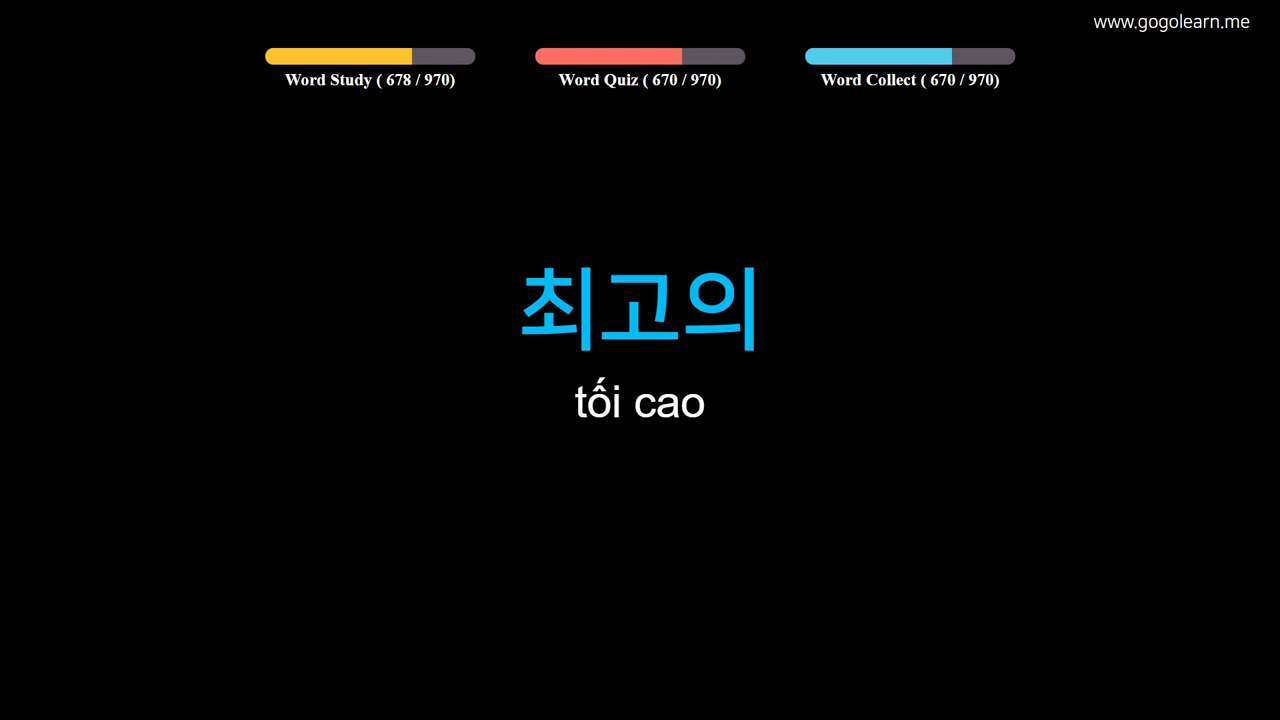 www.gogolearn.me
Word Study ( 678 / 970)
Word Quiz ( 670 / 970)
Word Collect ( 670 / 970)
최고의
tối cao